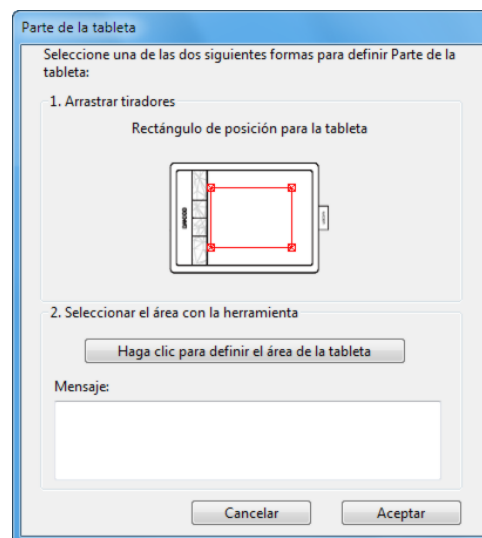 Parte de la tableta
Seleccione una de las dos siguientes formas para definir Parte de la
tableta:
1. Arrastrar tiradores
Rectángulo de posición para la tableta
2. Seleccionar el área con la herramienta
Haga clic para definir el área de la tableta
Mensaje:
Cancelar
Aceptar